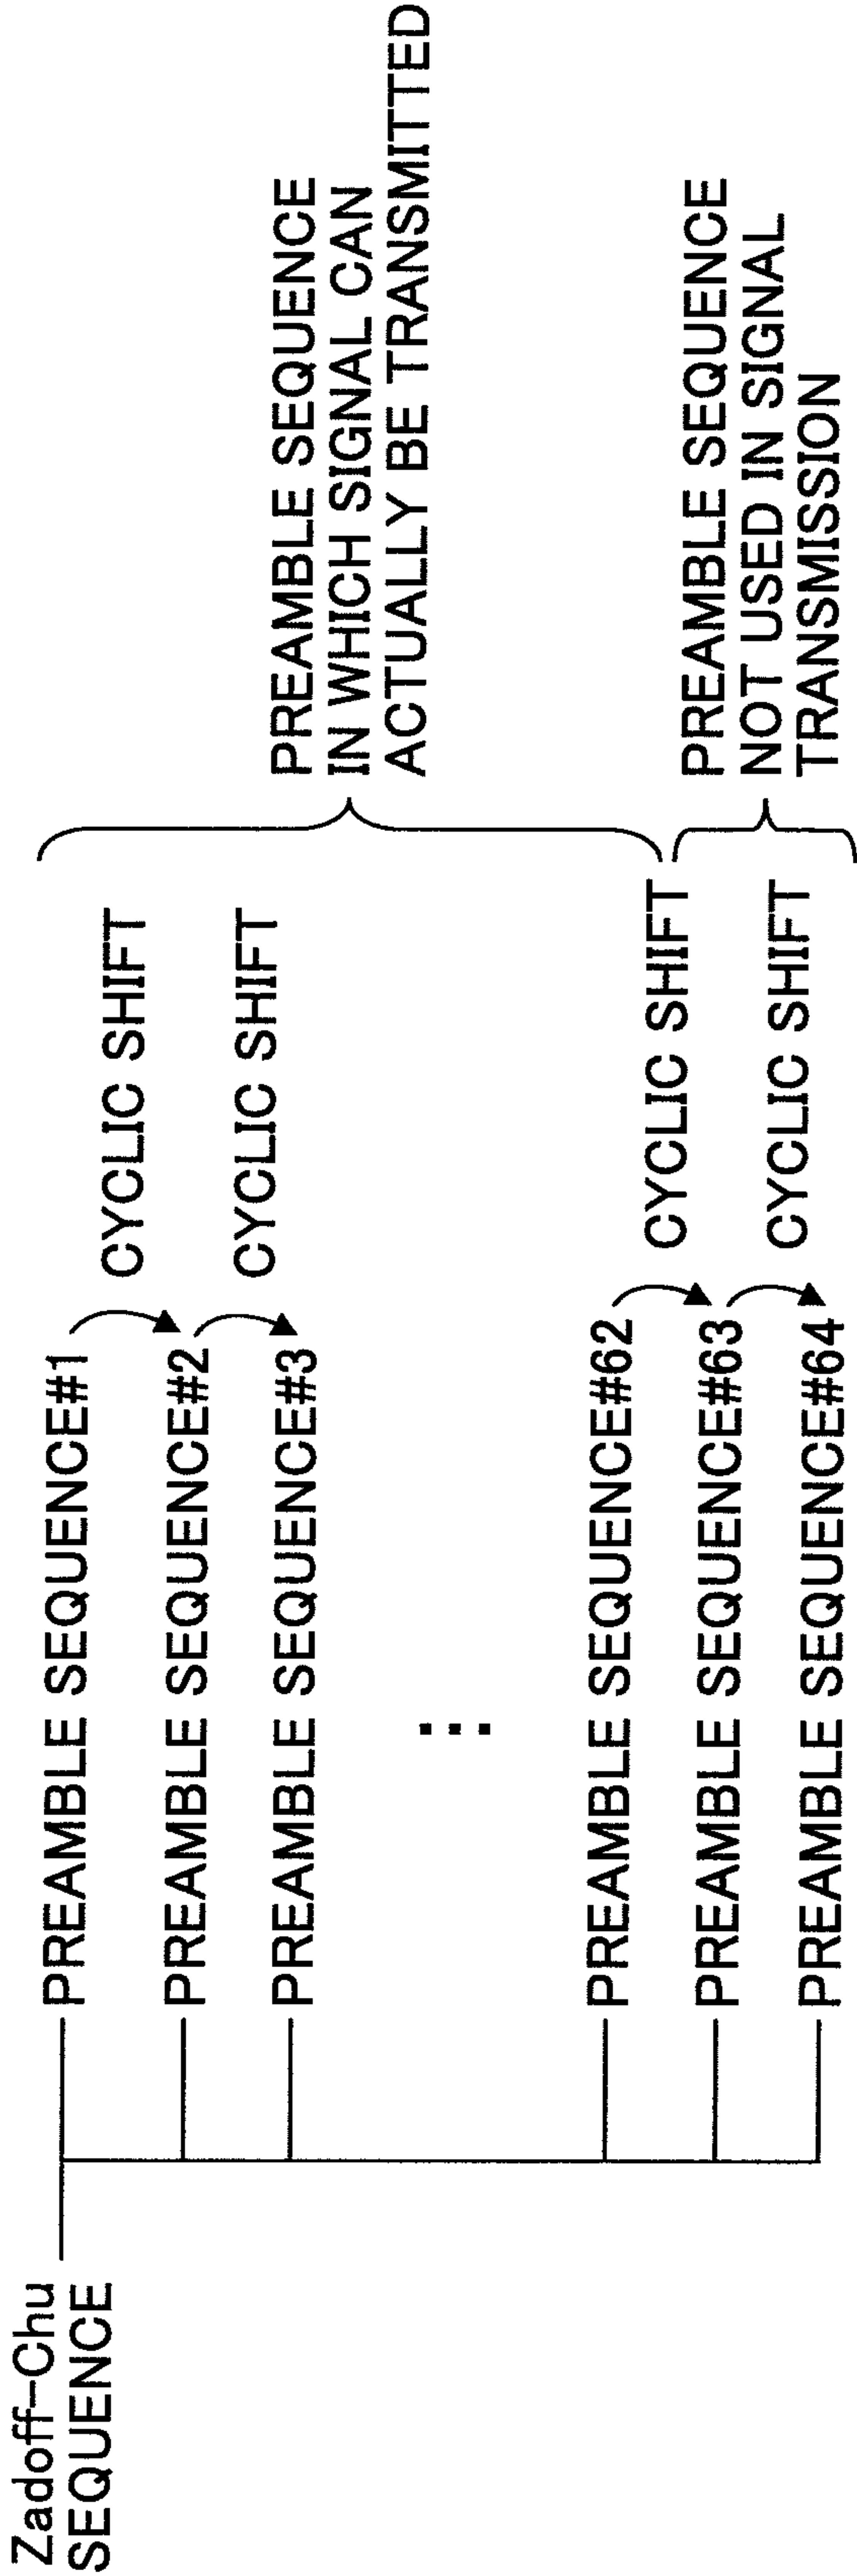 Zadoff-Chu
SEQUENCE
PREAMBLE SEQUENCE#1
PREAMBLE SEQUENCE#2
PREAMBLE SEQUENCE#3
...
PREAMBLE SEQUENCE#62
PREAMBLE SEQUENCE#63
PREAMBLE SEQUENCE#64
CYCLIC SHIFT
CYCLIC SHIFT
CYCLIC SHIFT
CYCLIC SHIFT
PREAMBLE SEQUENCE
IN WHICH SIGNAL CAN
ACTUALLY BE TRANSMITTED
PREAMBLE SEQUENCE
NOT USED IN SIGNAL
TRANSMISSION